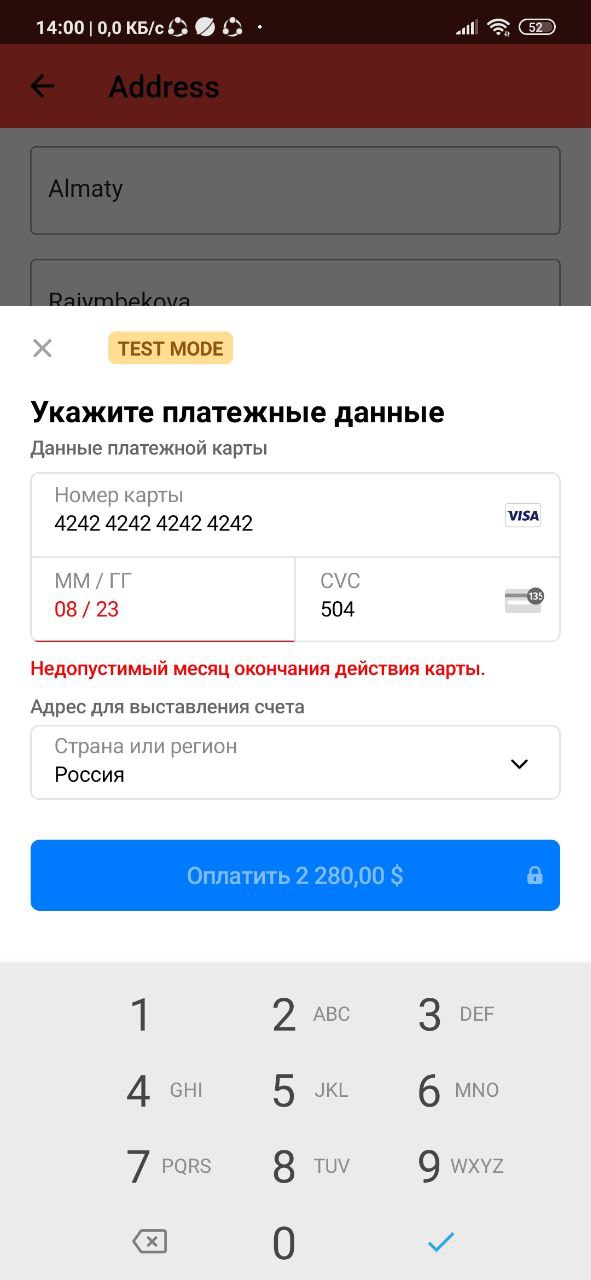 14:00 | 0,0 КБ/с
52
Address
Almaty
Raiymbekova
TEST MODE
Укажите платежные данные
Данные платежной карты
Номер карты
4242 4242 4242 4242
VISA
ММ / ГГ
08 / 23
CVC
504
135
Недопустимый месяц окончания действия карты.
Адрес для выставления счета
Страна или регион
Россия
Оплатить 2 280,00 $
1
2 ABC
3 DEF
4 GHI
5 JKL
6 MNO
7 PQRS
8 TUV
9 WXYZ
0